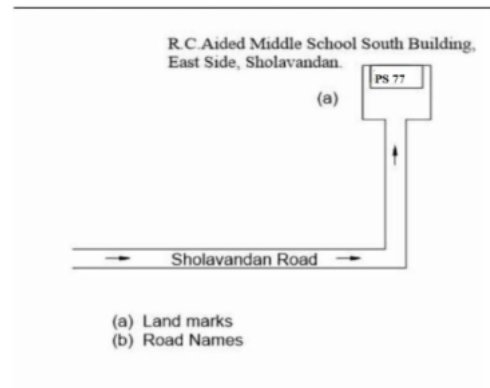 R.C.Aided Middle School South Building,
East Side, Sholavandan.
PS 77
(a)
Sholavandan Road
(a) Land marks
(b) Road Names